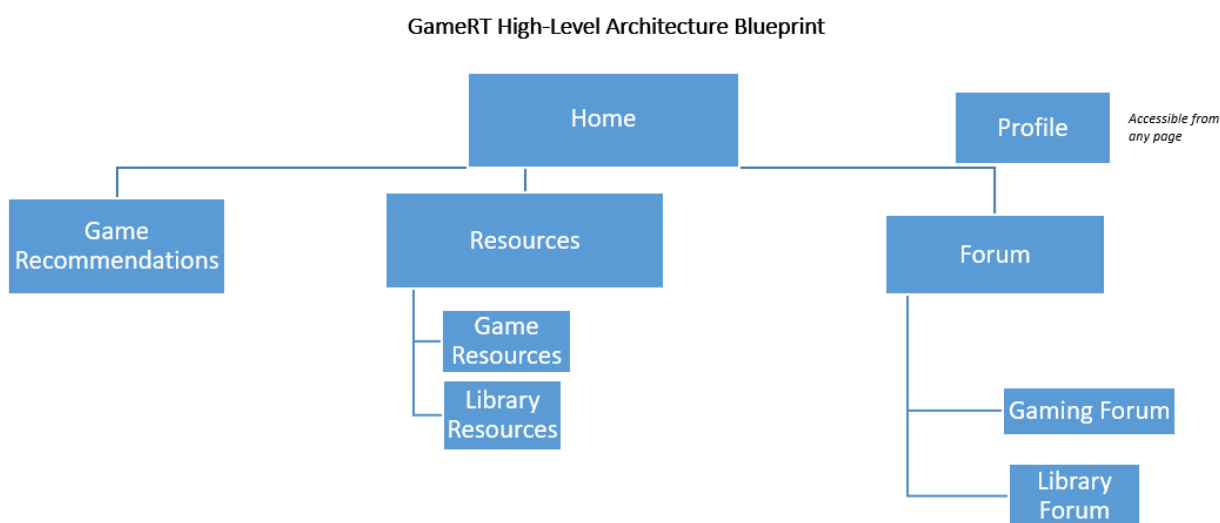 GameRT High-Level Architecture Blueprint
Home
Profile
Accessible from
any page
Game
Recommendations
Resources
Forum
Game
Resources
Library
Resources
Gaming Forum
Library
Forum